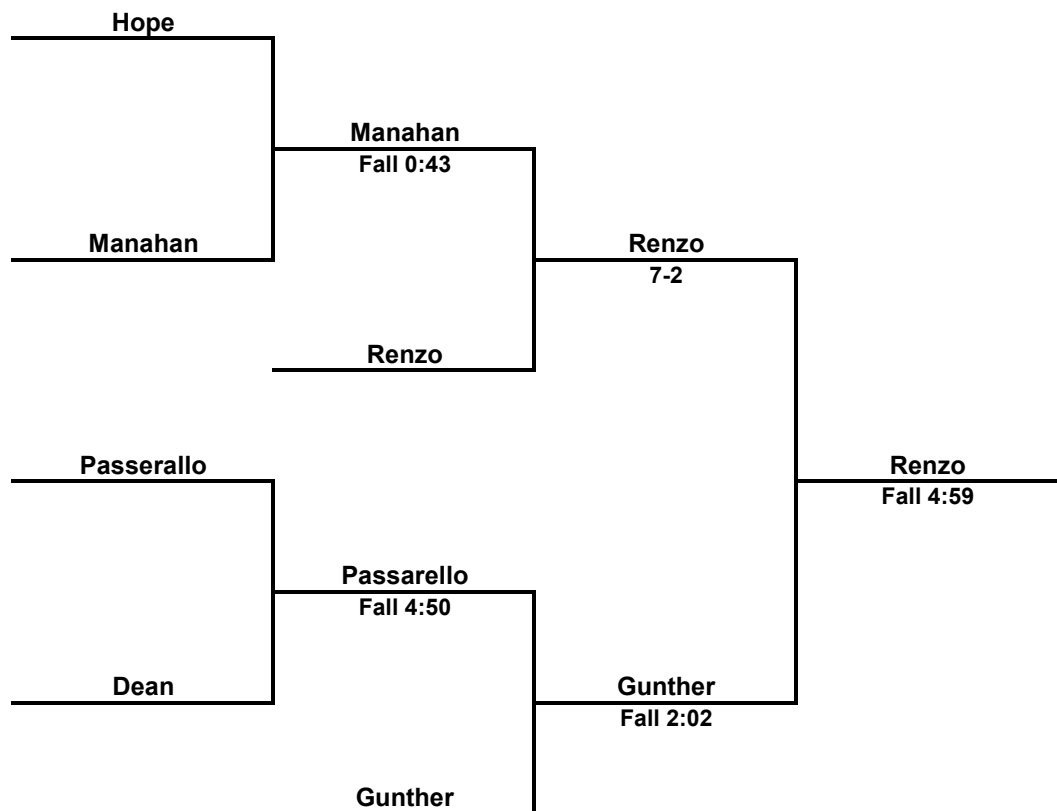 Hope
Manahan
Fall 0:43
Manahan
Renzo
7-2
Renzo
Passerallo
Renzo
Fall 4:59
Passarello
Fall 4:50
Dean
Gunther
Fall 2:02
Gunther